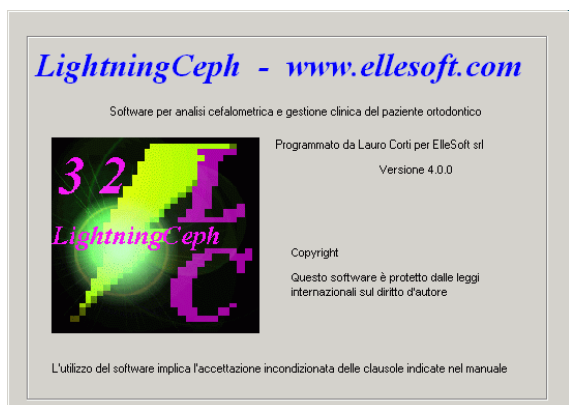 LightningCeph - www.ellesoft.com
Software per analisi cefalometrica e gestione clinica del paziente ortodontico
Programmato da Lauro Corti per ElleSoft srl
Versione 4.0.0
3 2
L
LightningCeph
C
Copyright
Questo software è protetto dalle leggi
internazionali sul diritto d'autore
L'utilizzo del software implica l'accettazione incondizionata delle clausole indicate nel manuale